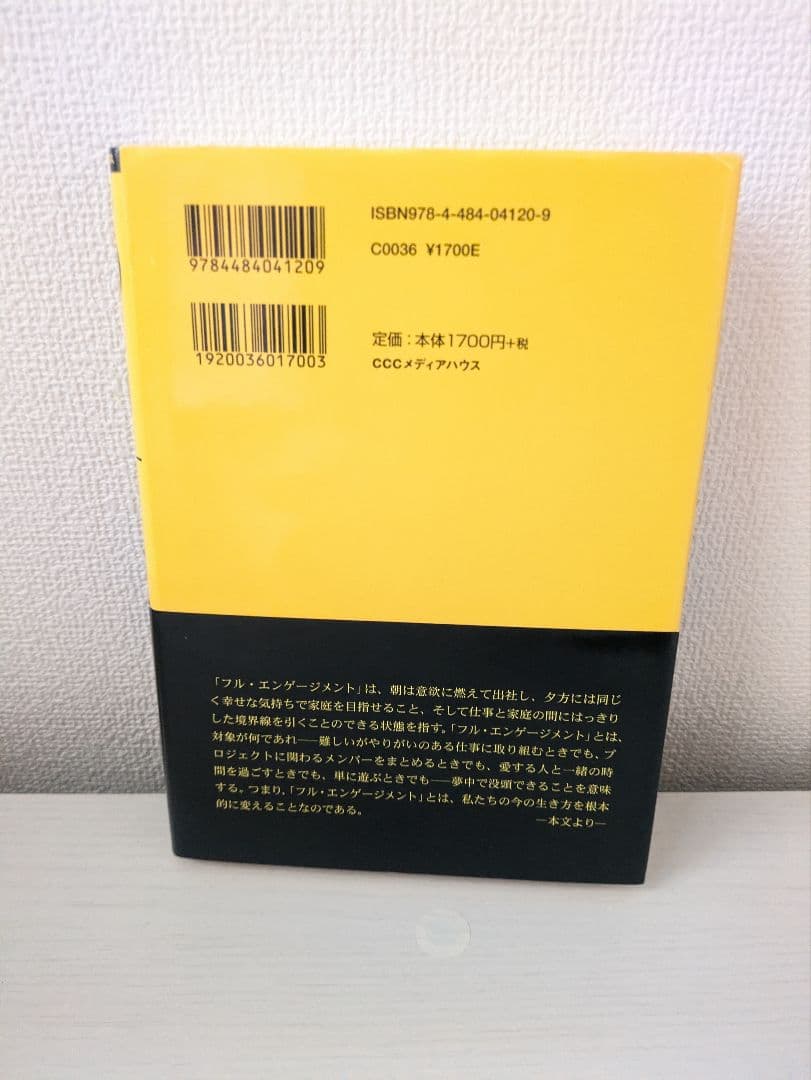 ISBN978-4-484-04120-9
C0036 ¥1700E
9784484041209
1920036017003
定価：本体1700円+税
CCCメディアハウス
「フル・エンゲージメント」は、朝は意欲に燃えて出社し、夕方には同じ
く幸せな気持ちで家庭を目指せること、そして仕事と家庭の間にはっきり
した境界線を引くことのできる状態を指す。「フル・エンゲージメント」とは、
対象が何であれ――難しいがやりがいのある仕事に取り組むときでも、プ
ロジェクトに関わるメンバーをまとめるときでも、愛する人と一緒の時
間を過ごすときでも、単に遊ぶときでも――夢中で没頭できることを意味
する。つまり、「フル・エンゲージメント」とは、私たちの今の生き方を根本
的に変えることなのである。
―本文より―